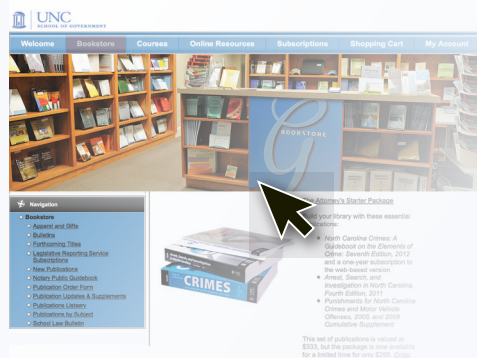 UNC
SCHOOL OF GOVERNMENT
Welcome Bookstore Courses Online Resources Subscriptions Shopping Cart My Account
BOOKSTORE
G
Navigation
Bookstore
Apparel and Gifts
Bulletins
Forthcoming Titles
Legislative Reporting Service
Subscriptions
New Publications
Notary Public Guidebook
Publication Order Form
Publication Updates & Supplements
Publications Listserv
Publications by Subject
School Law Bulletin
CRIMES
Attorney's Starter Package
your library with these essential
North Carolina Crimes: A
Guidebook on the Elements of
Crime: Seventh Edition, 2012
and a one-year subscription to
the web-based version
Arrest, Search, and
Investigation in North Carolina,
Fourth Edition, 2011
Punishments for North Carolina
Crimes and Motor Vehicle
Offenses, 2005 and 2009
Cumulative Supplement
This set of publications is valued at
$333, but the package is now available
for a limited time for only $250.